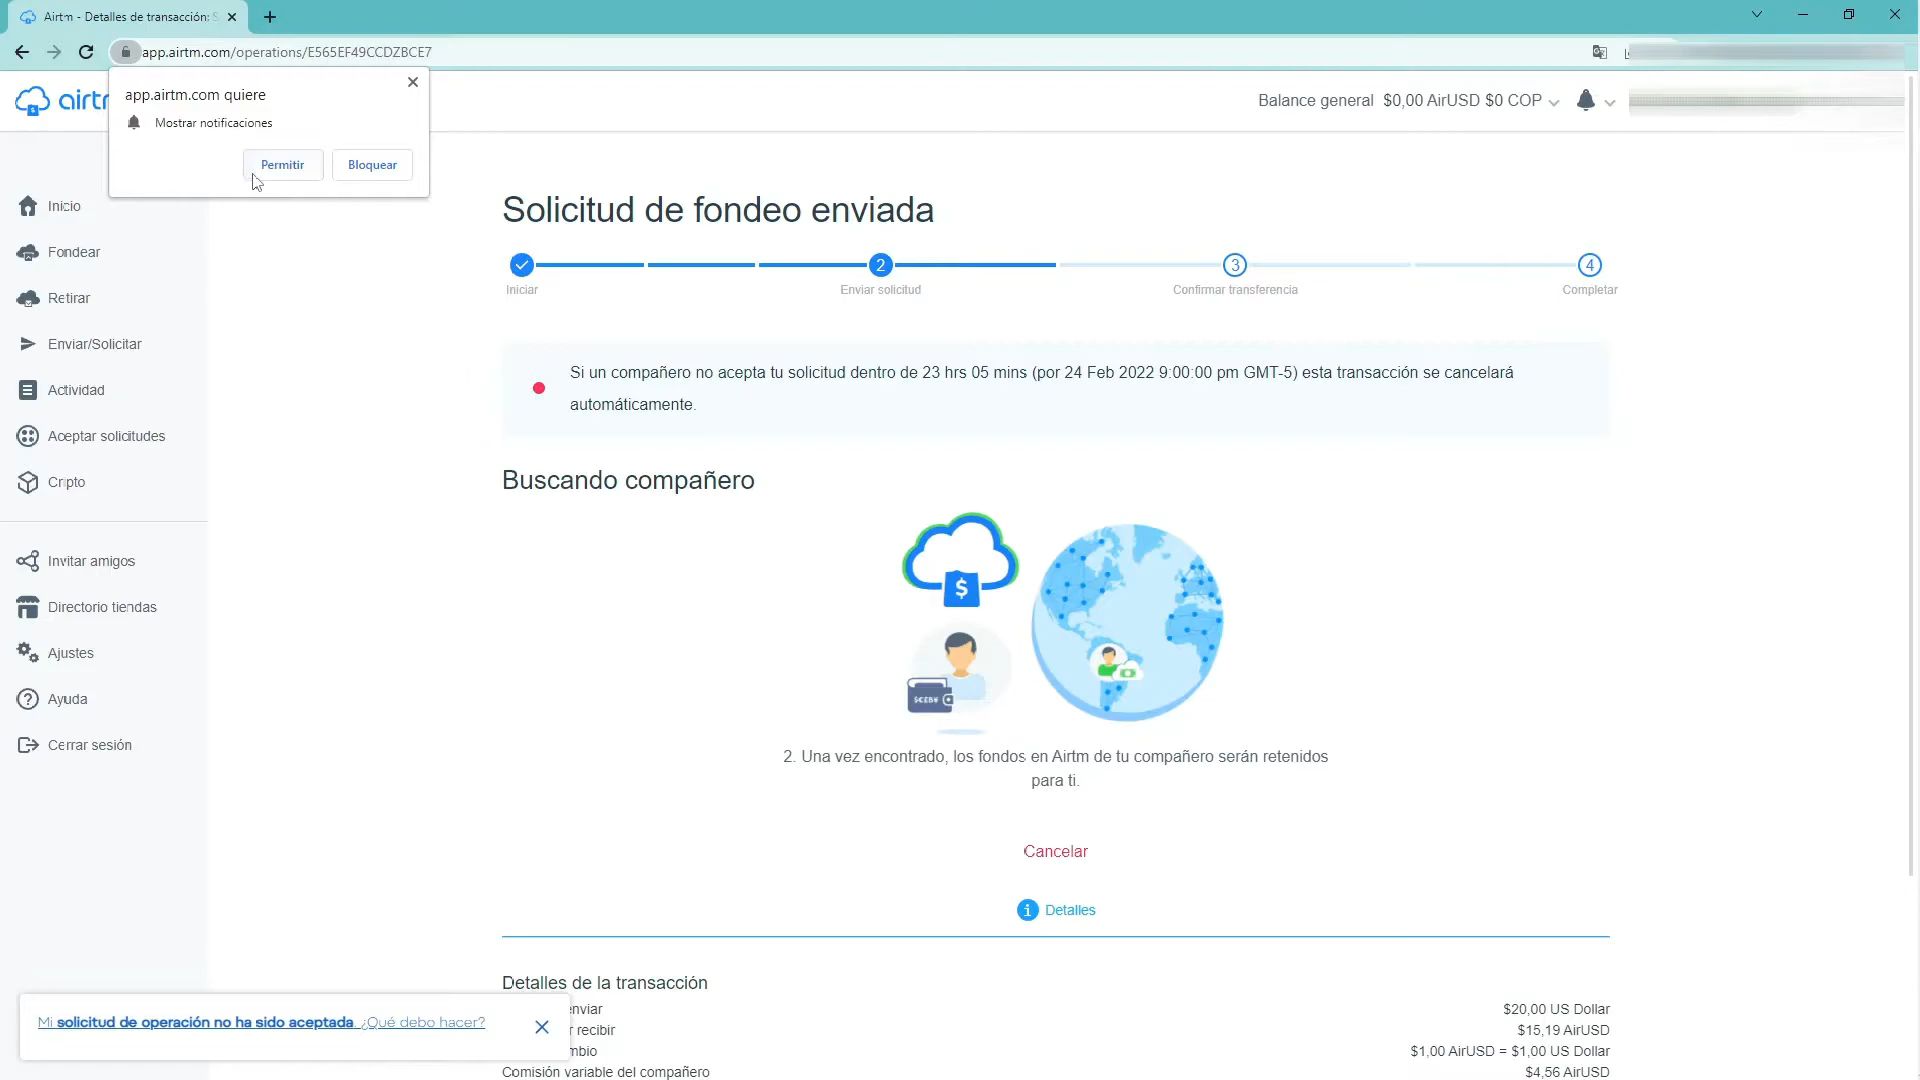 Airtm - Detalles de transacción:
app.airtm.com/operations/E565EF49CCDZBCE7
app.airtm.com quiere
Mostrar notificaciones
Permitir
Bloquear
Balance general $0,00 AirUSD $0 COP
Inicio
Fondear
Retirar
Enviar/Solicitar
Actividad
Aceptar solicitudes
Cripto
Invitar amigos
Directorio tiendas
Ajustes
Ayuda
Cerrar sesión
Solicitud de fondeo enviada
2
3
4
Iniciar
Enviar solicitud
Confirmar transferencia
Completar
Si un compañero no acepta tu solicitud dentro de 23 hrs 05 mins (por 24 Feb 2022 9:00:00 pm GMT-5) esta transacción se cancelará
automáticamente.
Buscando compañero
$
2. Una vez encontrado, los fondos en Airtm de tu compañero serán retenidos
para ti.
Cancelar
Detalles
Detalles de la transacción
enviar
$20,00 US Dollar
recibir
$15,19 AirUSD
mbio
$1,00 AirUSD = $1,00 US Dollar
Comisión variable del compañero
$4,56 AirUSD
Mi solicitud de operación no ha sido aceptada. ¿Qué debo hacer?